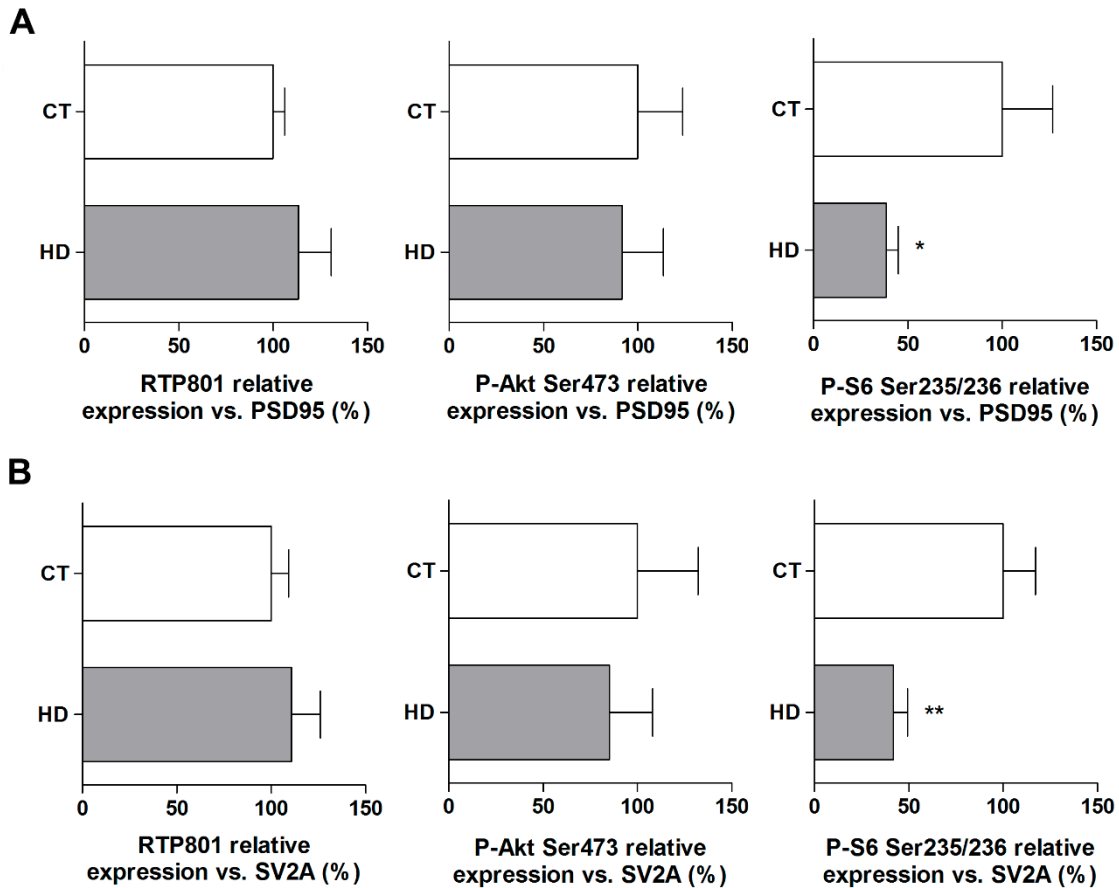 A
CT
HD
0 50 100 150
RTP801 relative
expression vs. PSD95 (%)
CT
HD
0 50 100 150
P-Akt Ser473 relative
expression vs. PSD95 (%)
CT
HD
*
0 50 100 150
P-S6 Ser235/236 relative
expression vs. PSD95 (%)
B
CT
HD
0 50 100 150
RTP801 relative
expression vs. SV2A (%)
CT
HD
0 50 100 150
P-Akt Ser473 relative
expression vs. SV2A (%)
CT
HD
**
0 50 100 150
P-S6 Ser235/236 relative
expression vs. SV2A (%)